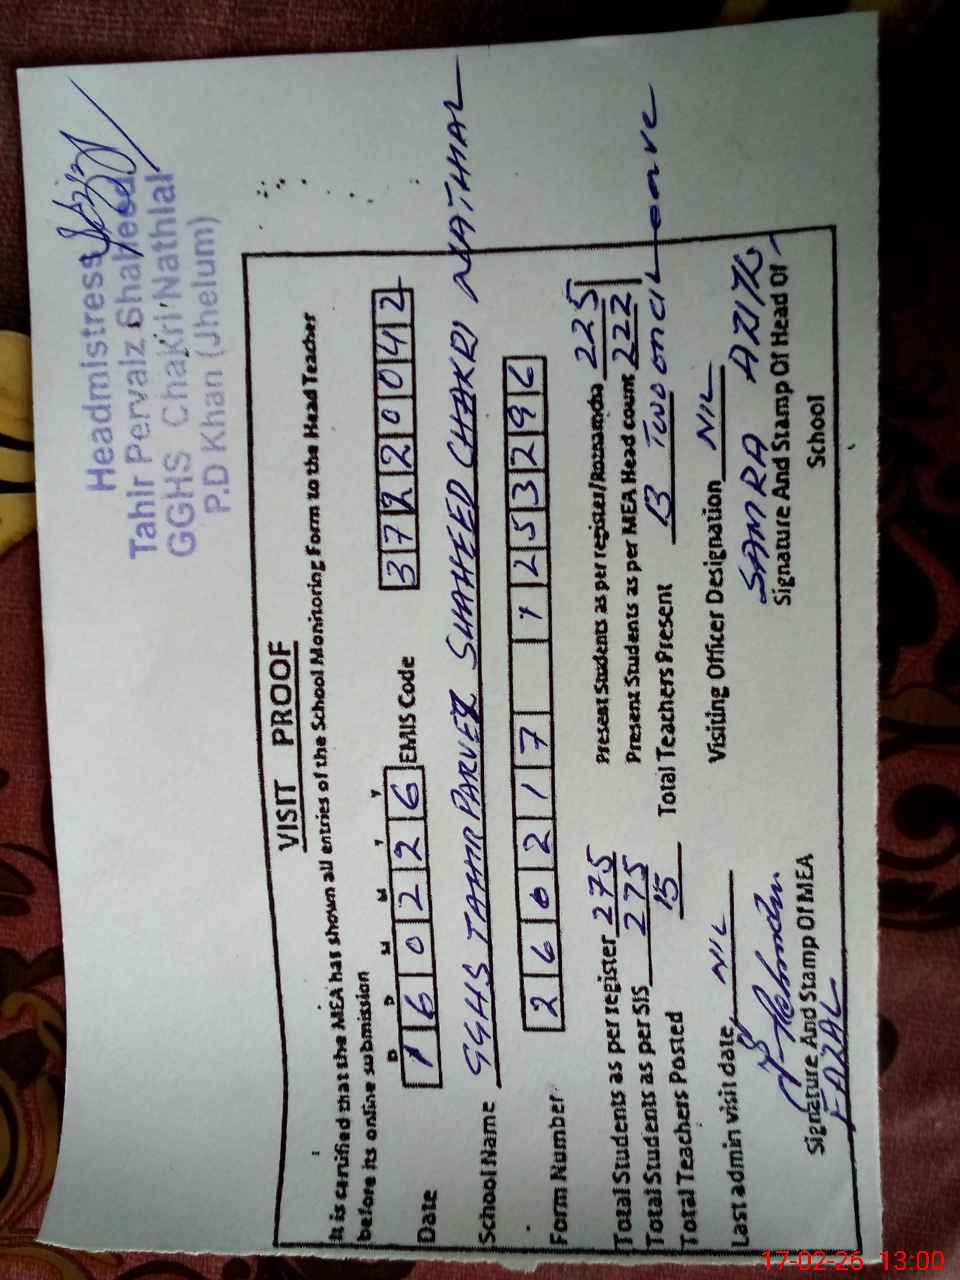 Headmistress
Tahir Pervaiz Shaheed
GGHS Chakri Nathlal
P.D Khan (Jhelum)
VISIT PROOF
It is certified that the MEA has shown all entries of the School Monitoring Form to the Head Teacher
before its online submission
D D M M Y Y
Date 1 6 0 2 2 6 EMIS Code 3 7 2 2 0 0 4 2
School Name GGHS TAHIR PARVEZ SHAHEED CHAKRI NATHAL
Form Number 2 6 0 2 1 7 1 2 5 3 2 9 6
Total Students as per register 275 Present Students as per register/Roznamcha 225
Total Students as per SIS 275 Present Students as per MEA Head count 222
Total Teachers Posted 15 Total Teachers Present 13 TWO on c/Leave
Last admin visit date NIL Visiting Officer Designation NIL
SAMRA
Signature And Stamp Of MEA Signature And Stamp Of Head Of
School
FAZAL
17-02-26 13:00